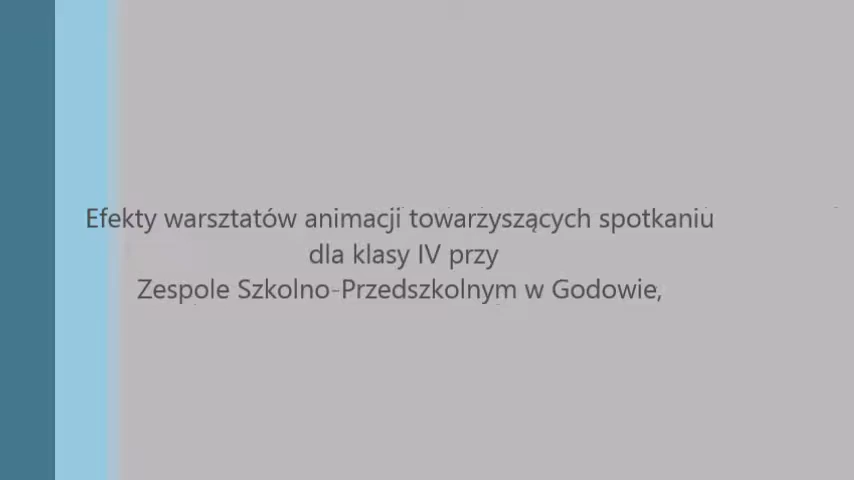 Efekty warsztatów animacji towarzyszących spotkaniu
dla klasy IV przy
Zespole Szkolno-Przedszkolnym w Godowie,